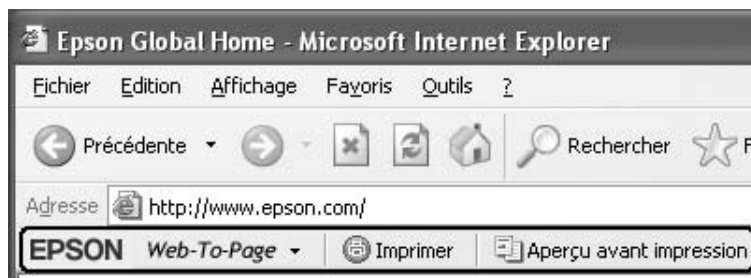 Epson Global Home - Microsoft Internet Explorer
Fichier Edition Affichage Favoris Outils ?
Précédente Rechercher F
Adresse http://www.epson.com/
EPSON Web-To-Page Imprimer Aperçu avant impression